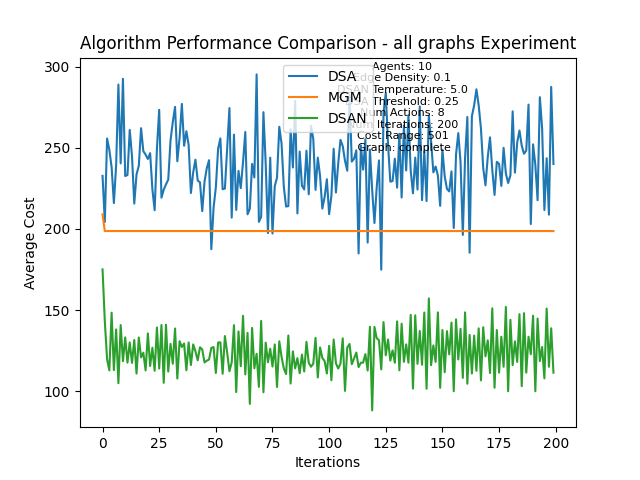 Algorithm Performance Comparison - all graphs Experiment
300
250
200
150
100
Average Cost
0
25
50
75
100
125
150
175
200
Iterations
DSA
MGM
DSAN
Agents: 10
Edge Density: 0.1
DSAN Temperature: 5.0
Threshold: 0.25
Num Actions: 8
Iterations: 200
Cost Range: 501
Graph: complete